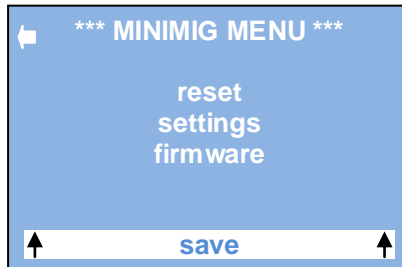 *** MINIMIG MENU ***
reset
settings
firmware
save